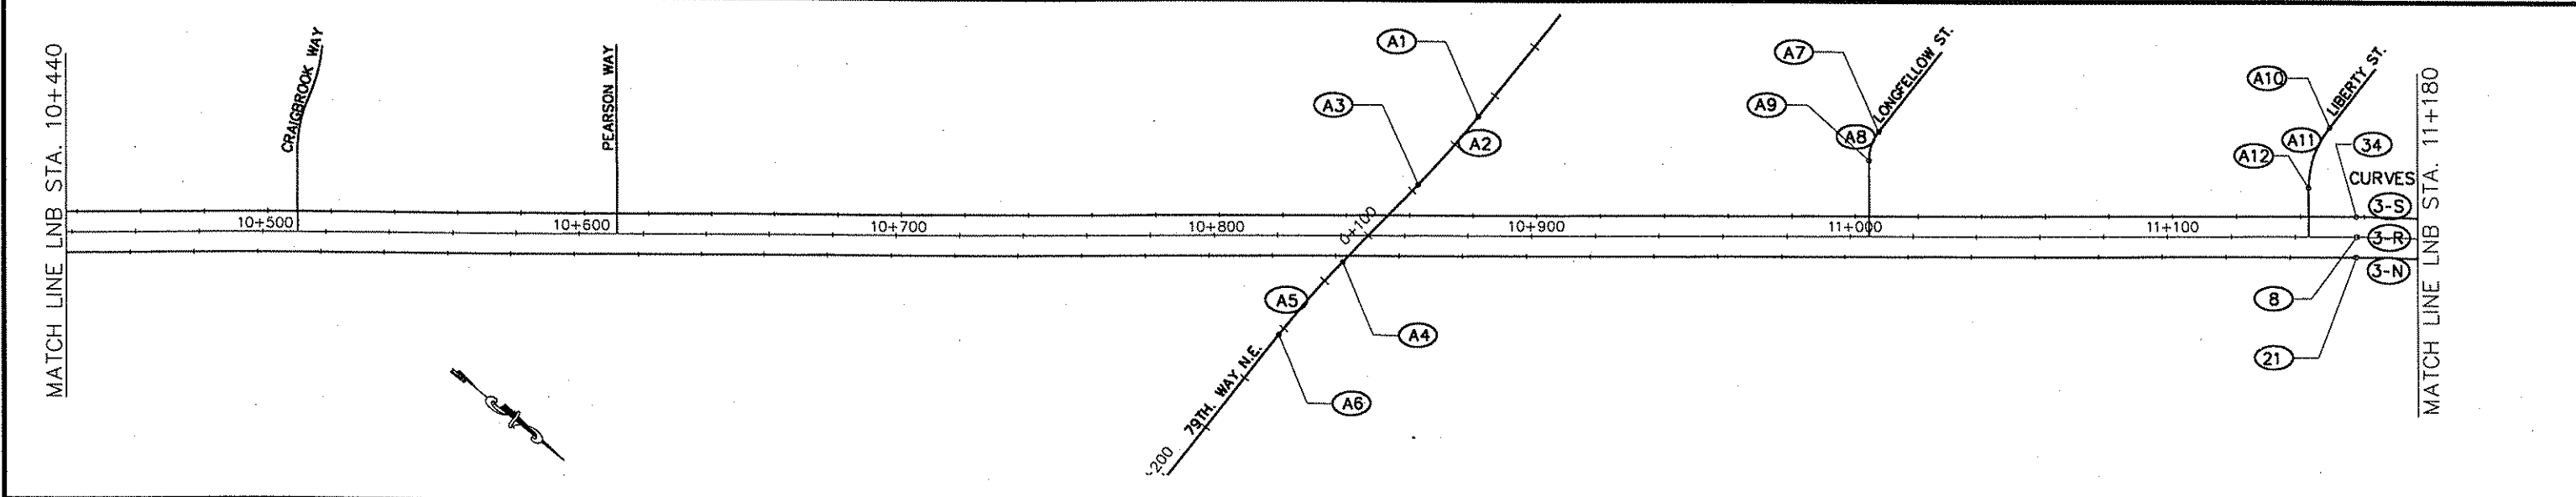 MATCH LINE LNB STA. 10+440
CRAIGBROOK WAY
PEARSON WAY
A1
A3
A2
A7
LONGFELLOW ST.
A9
A8
A10
LIBERTY ST.
A11
34
A12
CURVES
3-S
10+500
10+600
10+700
10+800
0+100
10+900
11+000
11+100
3-R
3-N
8
A5
A4
21
79TH. WAY N.E.
A6
+200
MATCH LINE LNB STA. 11+180